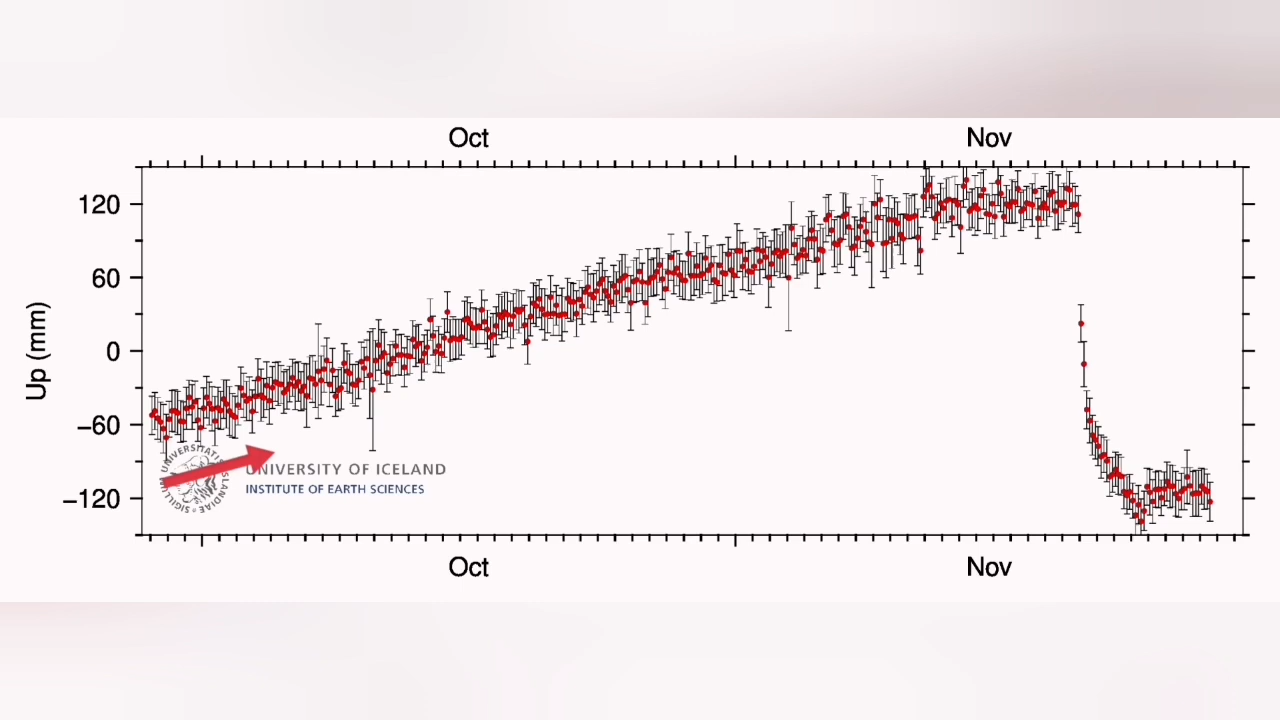 Oct Nov
120
60
0
−60
−120
Up (mm)
UNIVERSITY OF ICELAND
INSTITUTE OF EARTH SCIENCES
Oct Nov